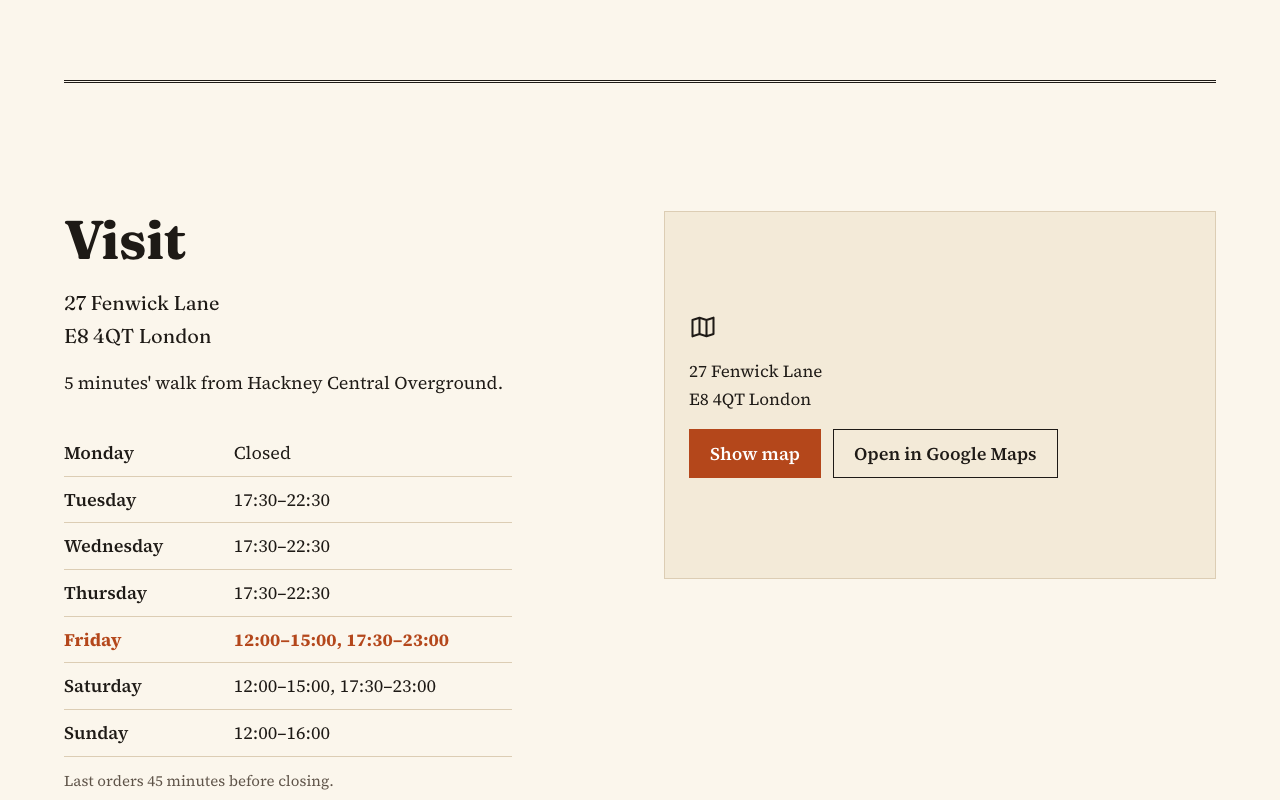 Visit
27 Fenwick Lane
E8 4QT London
5 minutes' walk from Hackney Central Overground.
Monday Closed
Tuesday 17:30–22:30
Wednesday 17:30–22:30
Thursday 17:30–22:30
Friday 12:00–15:00, 17:30–23:00
Saturday 12:00–15:00, 17:30–23:00
Sunday 12:00–16:00
Last orders 45 minutes before closing.
27 Fenwick Lane
E8 4QT London
Show map
Open in Google Maps